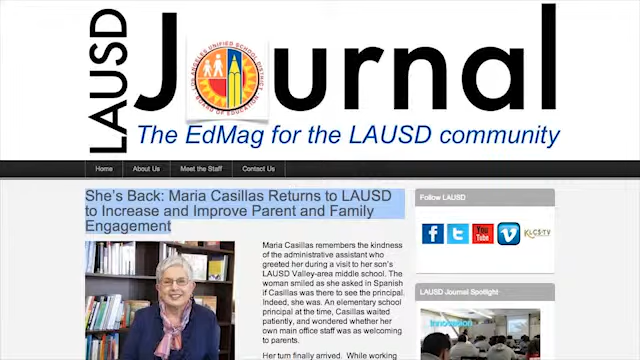 LAUSD
Journal
LOS ANGELES UNIFIED SCHOOL DISTRICT
BOARD OF EDUCATION
The EdMag for the LAUSD community
Home About Us Meet the Staff Contact Us
She's Back: Maria Casillas Returns to LAUSD
to Increase and Improve Parent and Family
Engagement
Maria Casillas remembers the kindness
of the administrative assistant who
greeted her during a visit to her son's
LAUSD Valley-area middle school. The
woman smiled as she asked in Spanish
if Casillas was there to see the principal.
Indeed, she was. An elementary school
principal at the time, Casillas waited
patiently, and wondered whether her
own main office staff was as welcoming
to parents.
Her turn finally arrived. While working
Follow LAUSD
f
t
You
Tube
v
KLCS-TV
LAUSD Journal Spotlight
Innovation